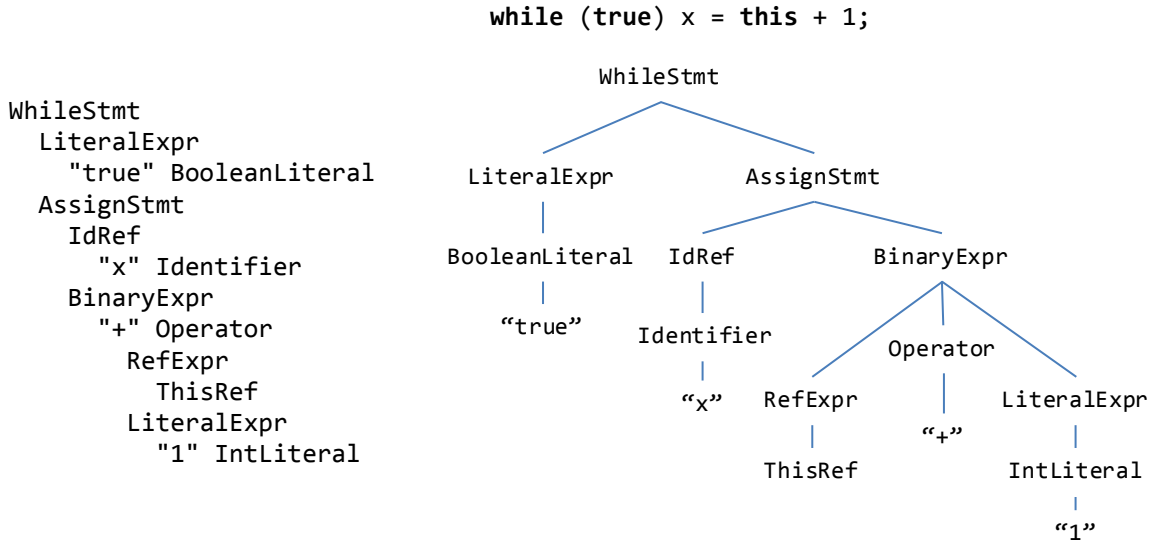 while (true) x = this + 1;
WhileStmt
  LiteralExpr
    "true" BooleanLiteral
  AssignStmt
    IdRef
      "x" Identifier
    BinaryExpr
      "+" Operator
        RefExpr
          ThisRef
        LiteralExpr
          "1" IntLiteral
WhileStmt
LiteralExpr AssignStmt
BooleanLiteral IdRef BinaryExpr
“true” Identifier Operator
“x” RefExpr “+” LiteralExpr
ThisRef IntLiteral
“1”